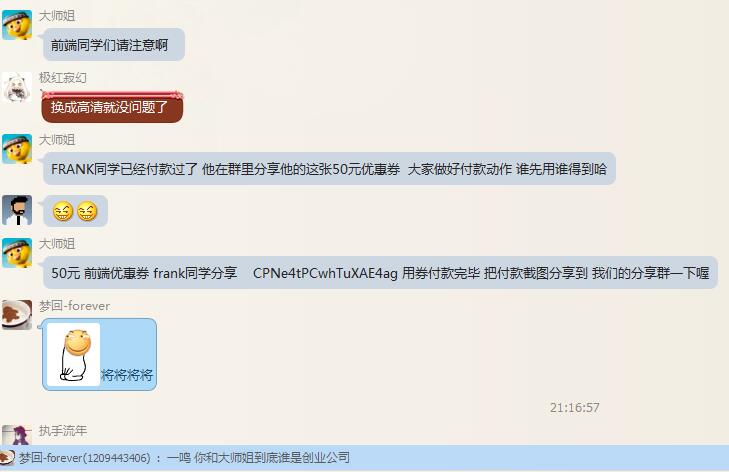 大师姐
前端同学们请注意啊
极红寂幻
换成高清就没问题了
大师姐
FRANK同学已经付款过了 他在群里分享他的这张50元优惠券 大家做好付款动作 谁先用谁得到哈
大师姐
50元 前端优惠券 frank同学分享 CPNe4tPCwhTuXAE4ag 用券付款完毕 把付款截图分享到 我们的分享群一下喔
梦回-forever
将将将将
21:16:57
执手流年
梦回-forever(1209443406) : 一鸣 你和大师姐到底谁是创业公司